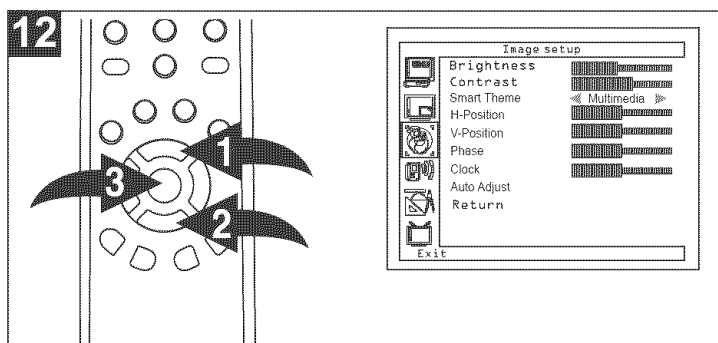 12
1
3
2
Image setup
Brightness
Contrast
Smart Theme
Multimedia
H-Position
V-Position
Phase
Clock
Auto Adjust
Return
Exit